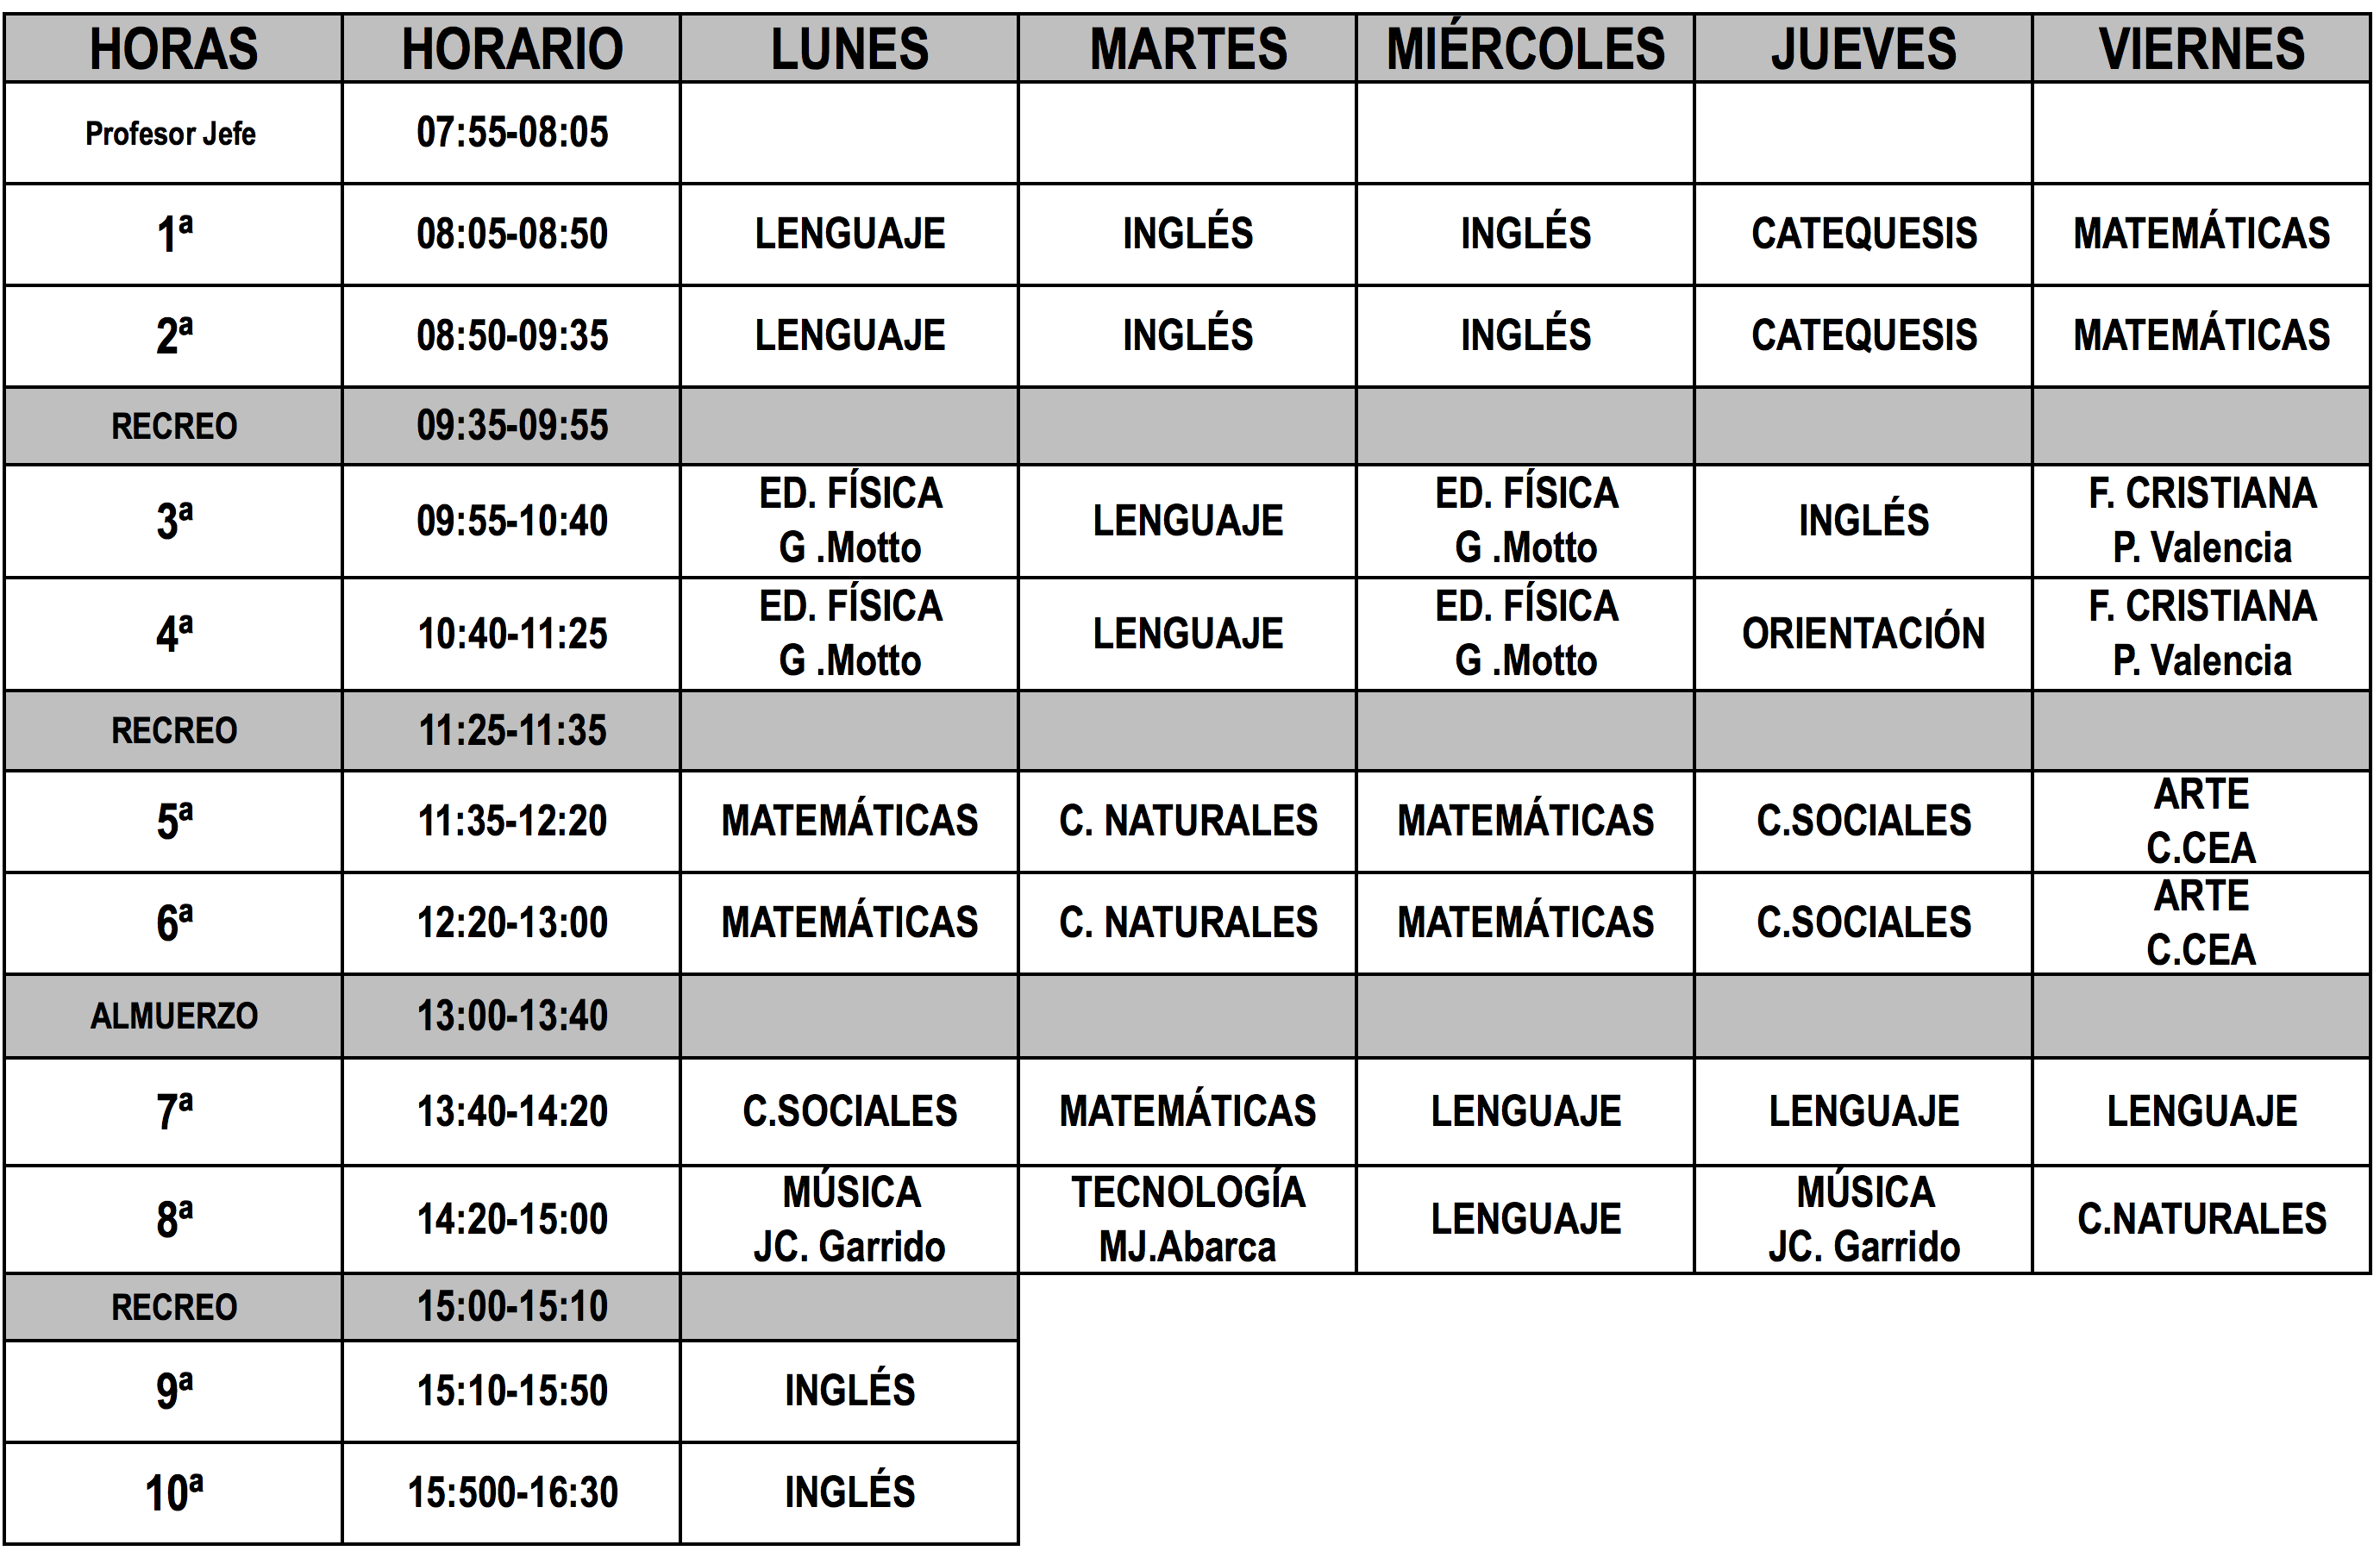 HORAS HORARIO LUNES MARTES MIÉRCOLES JUEVES VIERNES
Profesor Jefe 07:55-08:05
1ª 08:05-08:50 LENGUAJE INGLÉS INGLÉS CATEQUESIS MATEMÁTICAS
2ª 08:50-09:35 LENGUAJE INGLÉS INGLÉS CATEQUESIS MATEMÁTICAS
RECREO 09:35-09:55
3ª 09:55-10:40 ED. FÍSICA G .Motto LENGUAJE ED. FÍSICA G .Motto INGLÉS F. CRISTIANA P. Valencia
4ª 10:40-11:25 ED. FÍSICA G .Motto LENGUAJE ED. FÍSICA G .Motto ORIENTACIÓN F. CRISTIANA P. Valencia
RECREO 11:25-11:35
5ª 11:35-12:20 MATEMÁTICAS C. NATURALES MATEMÁTICAS C.SOCIALES ARTE C.CEA
6ª 12:20-13:00 MATEMÁTICAS C. NATURALES MATEMÁTICAS C.SOCIALES ARTE C.CEA
ALMUERZO 13:00-13:40
7ª 13:40-14:20 C.SOCIALES MATEMÁTICAS LENGUAJE LENGUAJE LENGUAJE
8ª 14:20-15:00 MÚSICA JC. Garrido TECNOLOGÍA MJ.Abarca LENGUAJE MÚSICA JC. Garrido C.NATURALES
RECREO 15:00-15:10
9ª 15:10-15:50 INGLÉS
10ª 15:500-16:30 INGLÉS